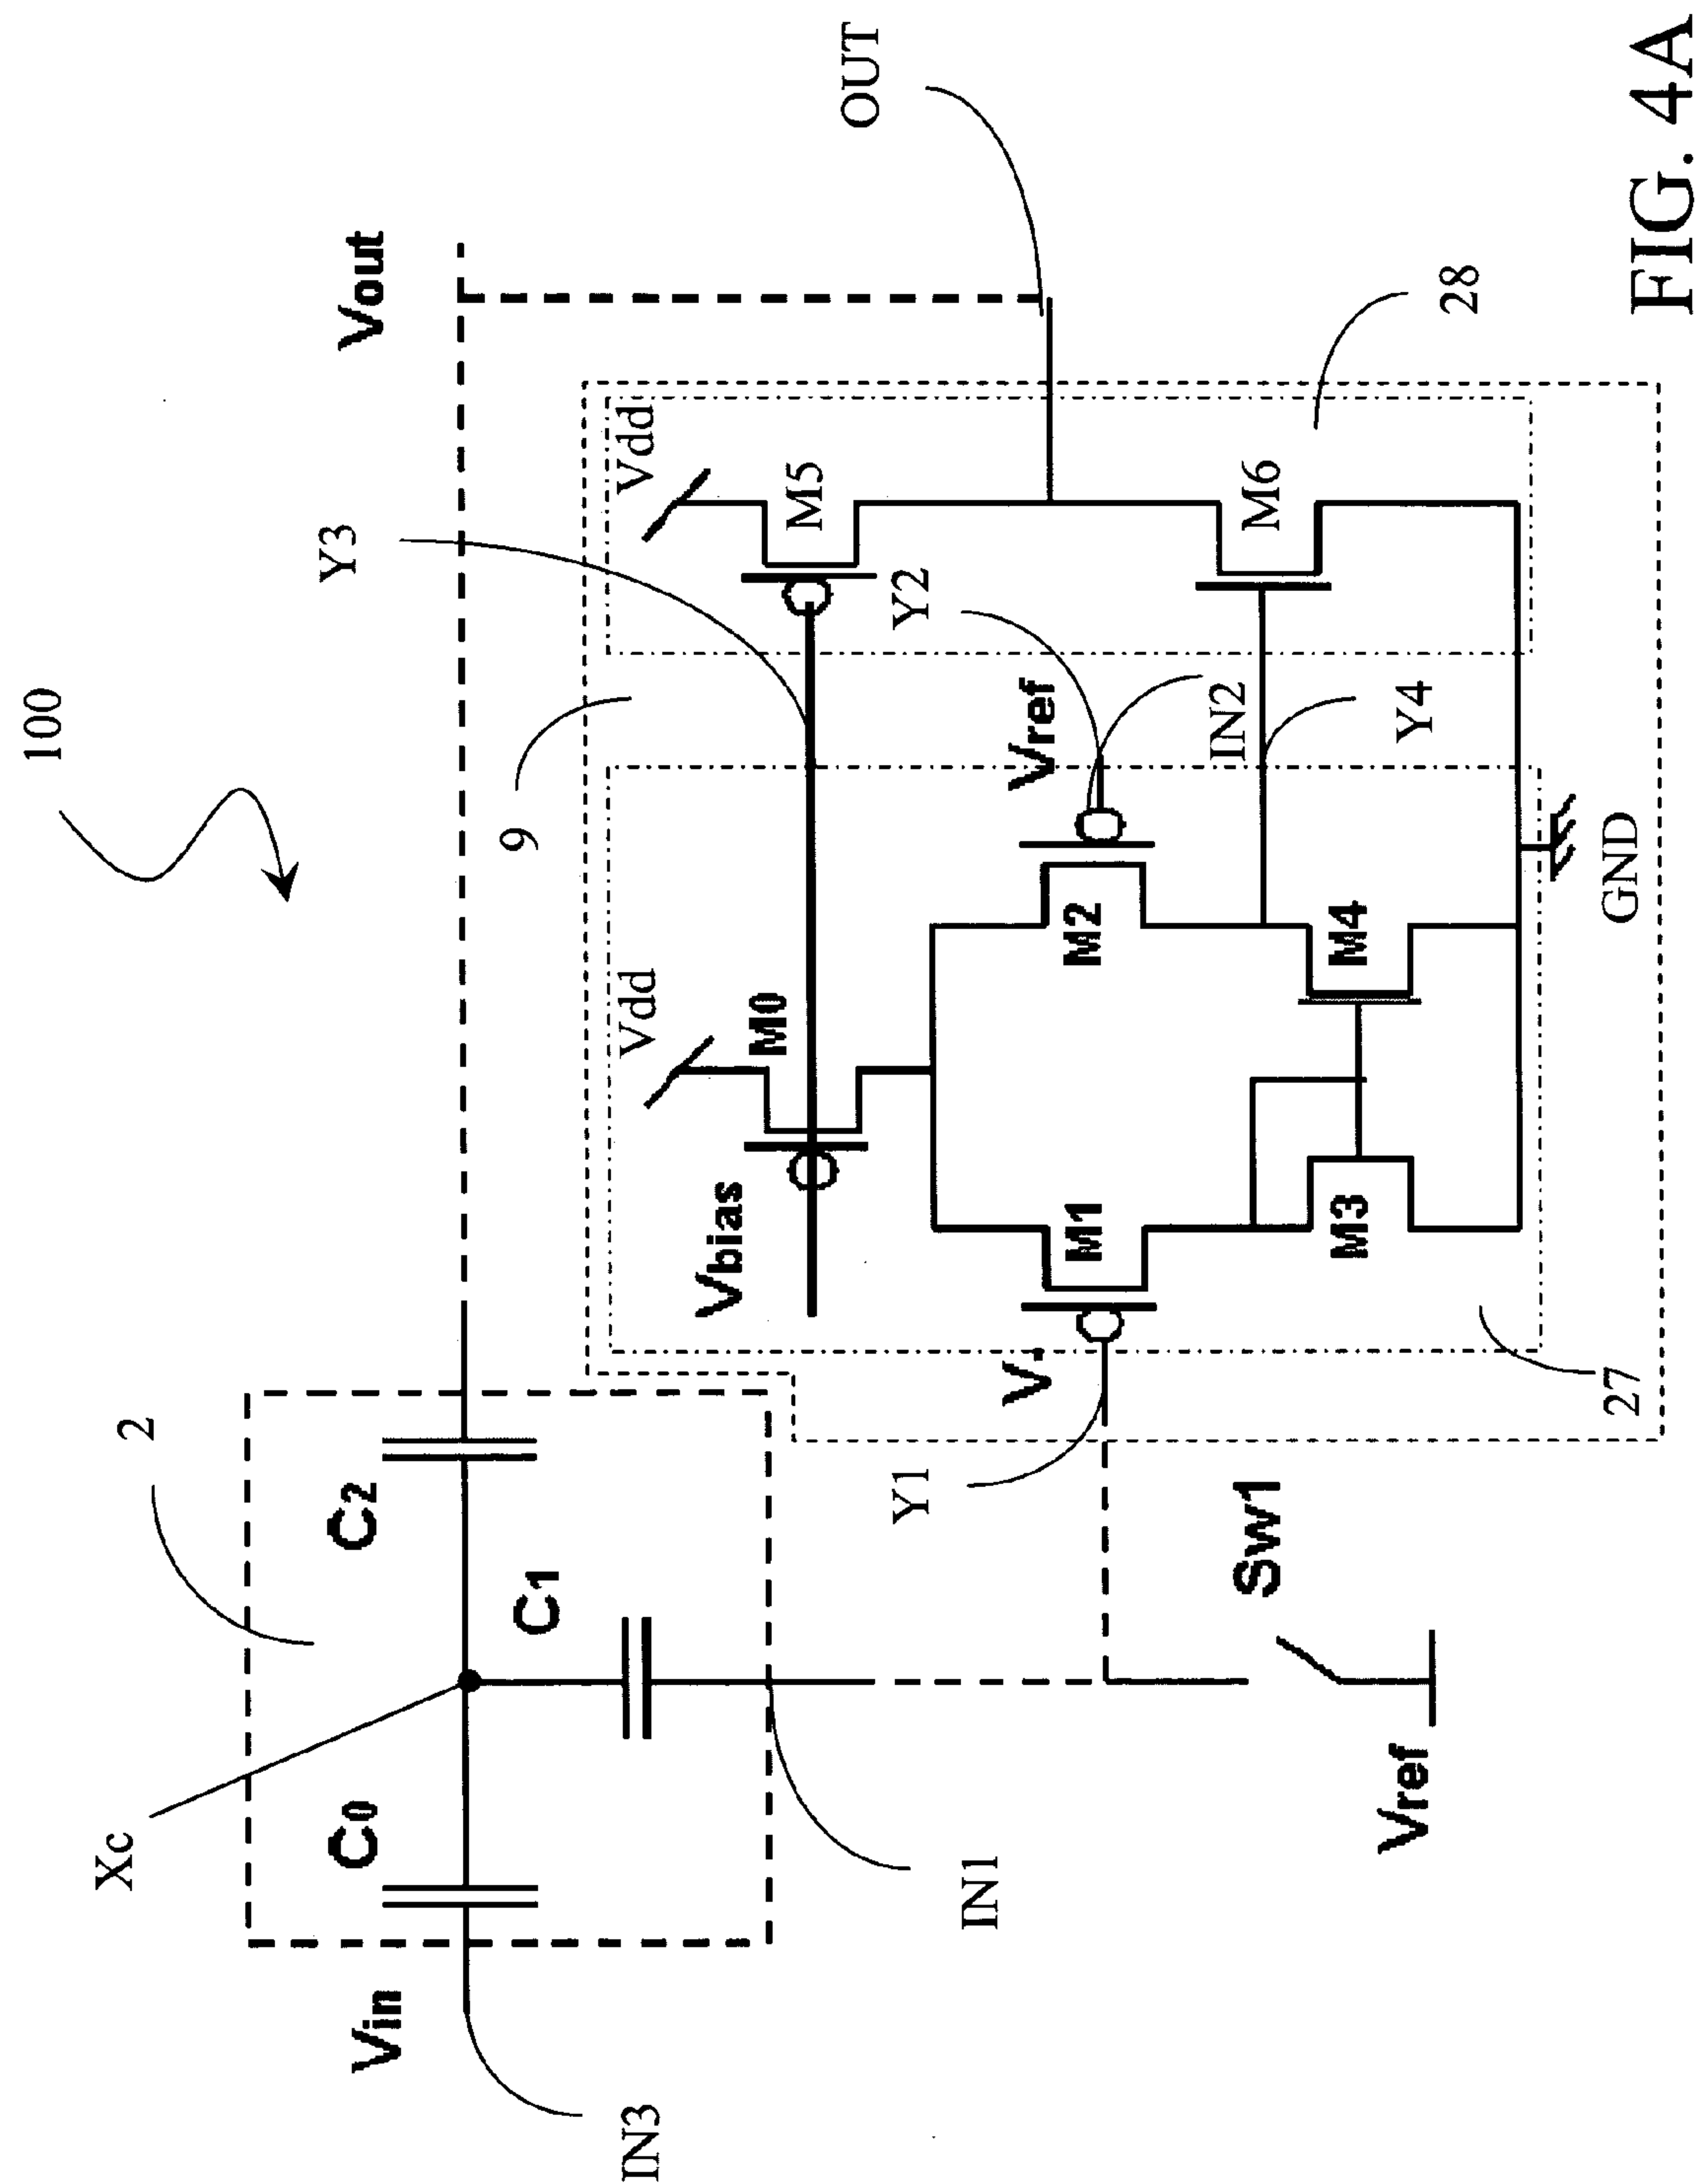 100
Vout
Y3
OUT
2
Xc
C0
C2
C1
Vin
IN3
IN1
9
Vdd
Vdd
M0
M5
Vbias
Y2
Vref
V-
Y1
M1
M2
IN2
Y4
M6
M3
M4
Sw1
Vref
27
GND
28
FIG. 4A